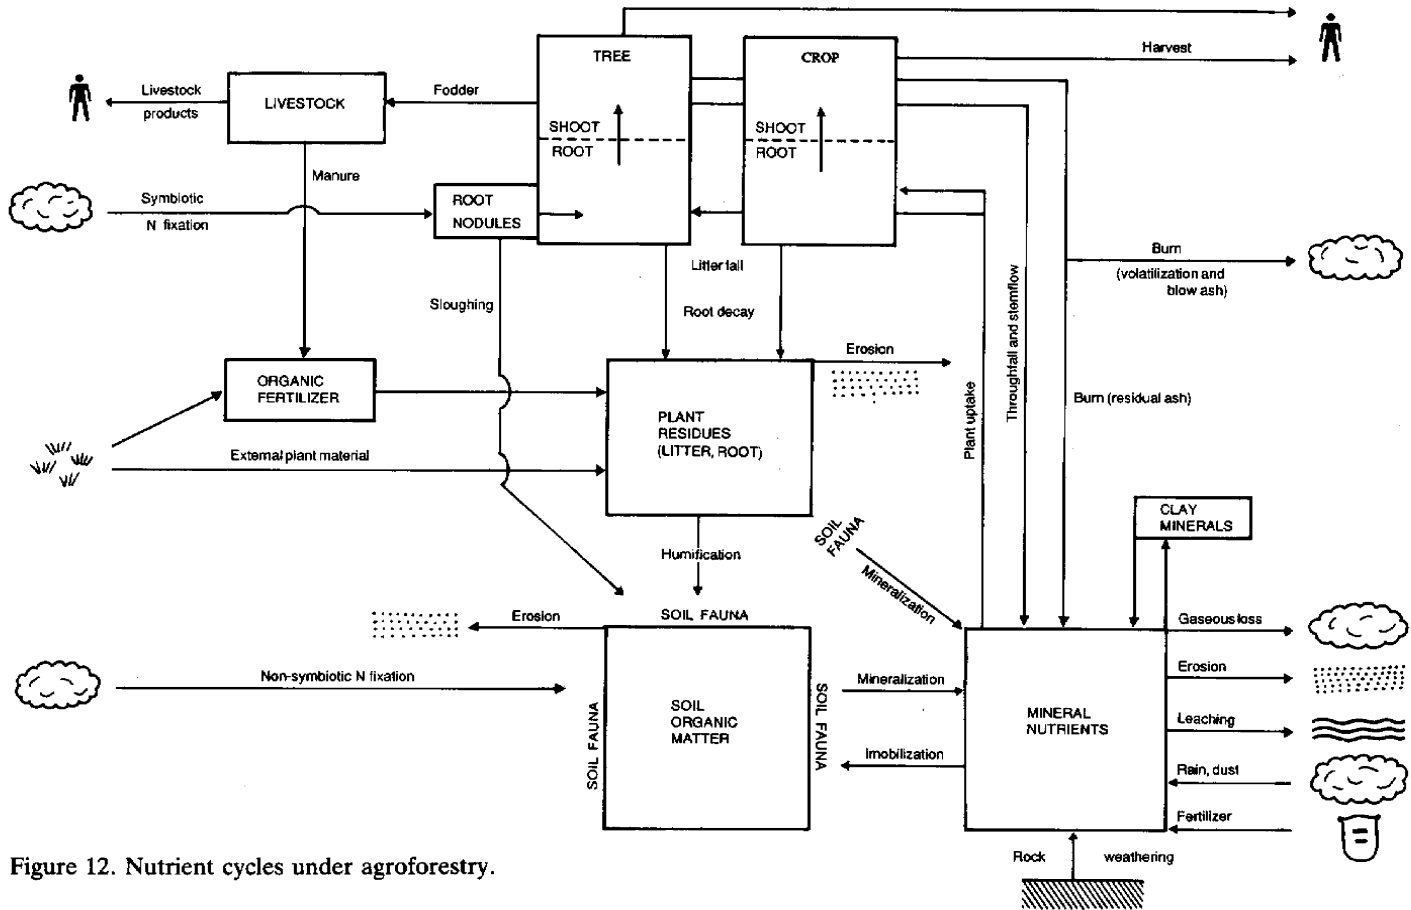 TREE
CROP
Harvest
Livestock
products
LIVESTOCK
Fodder
SHOOT
ROOT
SHOOT
ROOT
Manure
Symbiotic
N fixation
ROOT
NODULES
Litter fall
Burn
(volatilization and
blow ash)
Sloughing
Root decay
Erosion
ORGANIC
FERTILIZER
PLANT
RESIDUES
(LITTER, ROOT)
Plant uptake
Throughfall and stemflow
Burn (residual ash)
External plant material
CLAY
MINERALS
SOIL
FAUNA
Mineralization
Humification
Erosion
SOIL FAUNA
Gaseous loss
Non-symbiotic N fixation
SOIL FAUNA
SOIL
ORGANIC
MATTER
SOIL FAUNA
Mineralization
Imobilization
MINERAL
NUTRIENTS
Erosion
Leaching
Rain, dust
Fertilizer
Rock weathering
Figure 12. Nutrient cycles under agroforestry.